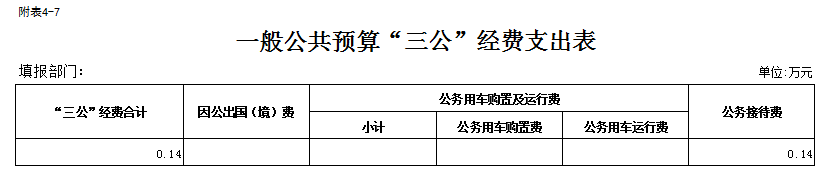 附表4-7
一般公共预算“三公”经费支出表
填报部门：
单位:万元
“三公”经费合计 因公出国（境）费 公务用车购置及运行费 公务接待费
小计 公务用车购置费 公务用车运行费
0.14 0.14